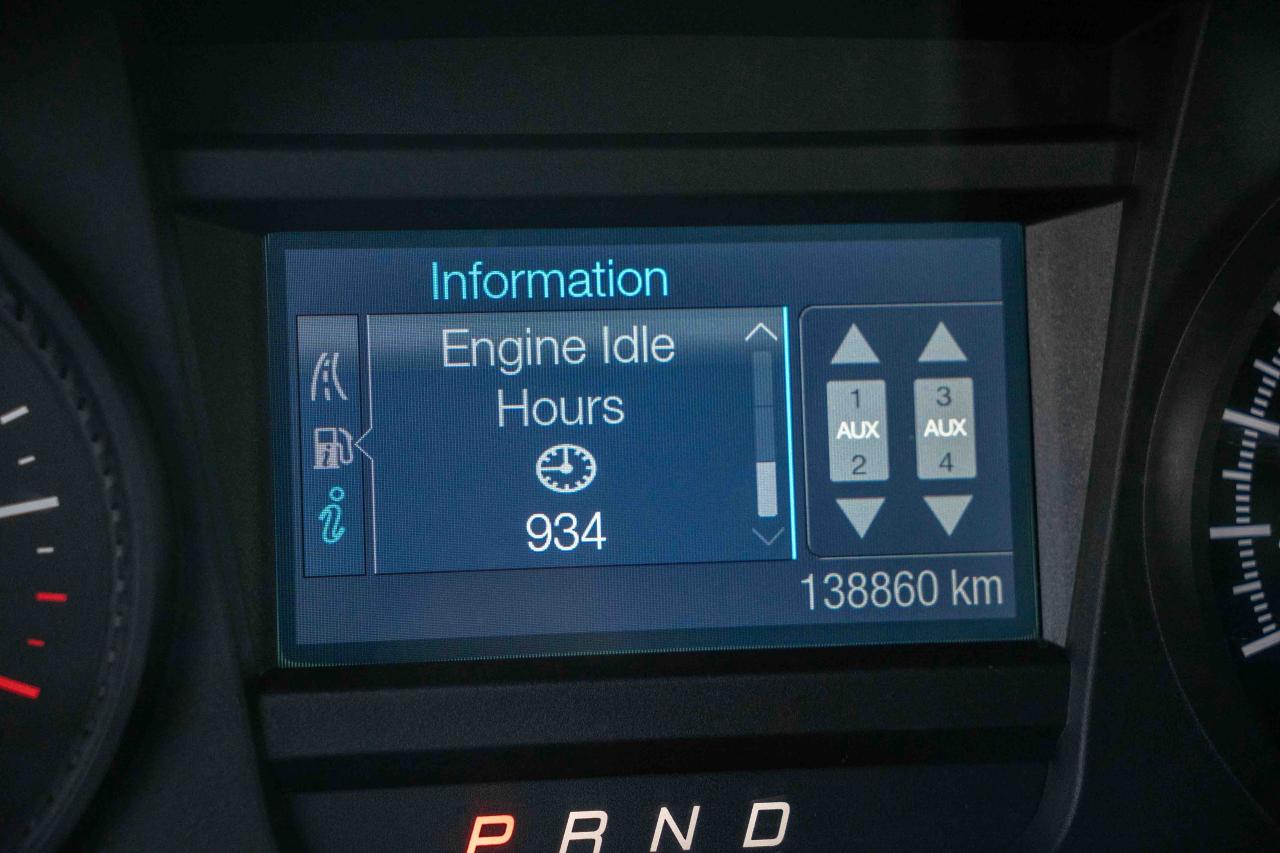 Information
Engine Idle
Hours
934
1 3
AUX AUX
2 4
138860 km
P R N D